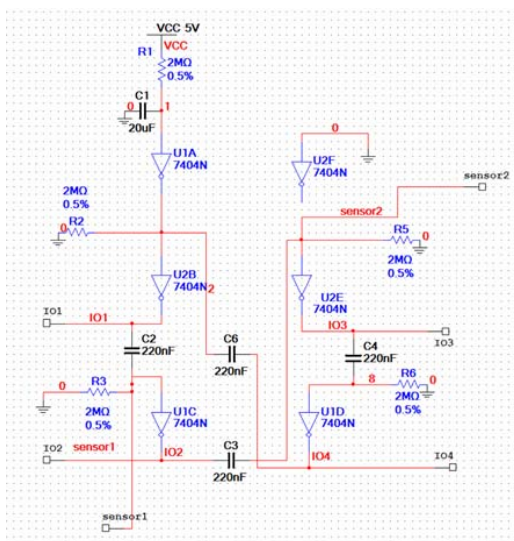 VCC 5V
VCC
R1
2MΩ
0.5%
C1
0
1
20uF
U1A
7404N
0
U2F
7404N
sensor2
sensor2
2MΩ
0.5%
0
R2
R5
0
2MΩ
0.5%
U2B
7404N
2
U2E
7404N
IO1
IO1
IO3
IO3
C2
220nF
C6
220nF
C4
220nF
0
R3
2MΩ
0.5%
8
R6
0
2MΩ
0.5%
U1C
7404N
U1D
7404N
IO2
sensor1
IO2
C3
220nF
IO4
IO4
sensor1